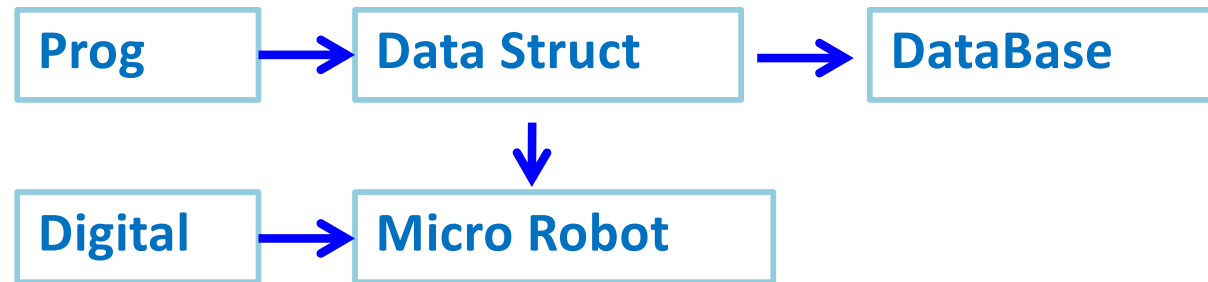 Prog
Data Struct
DataBase
Digital
Micro Robot